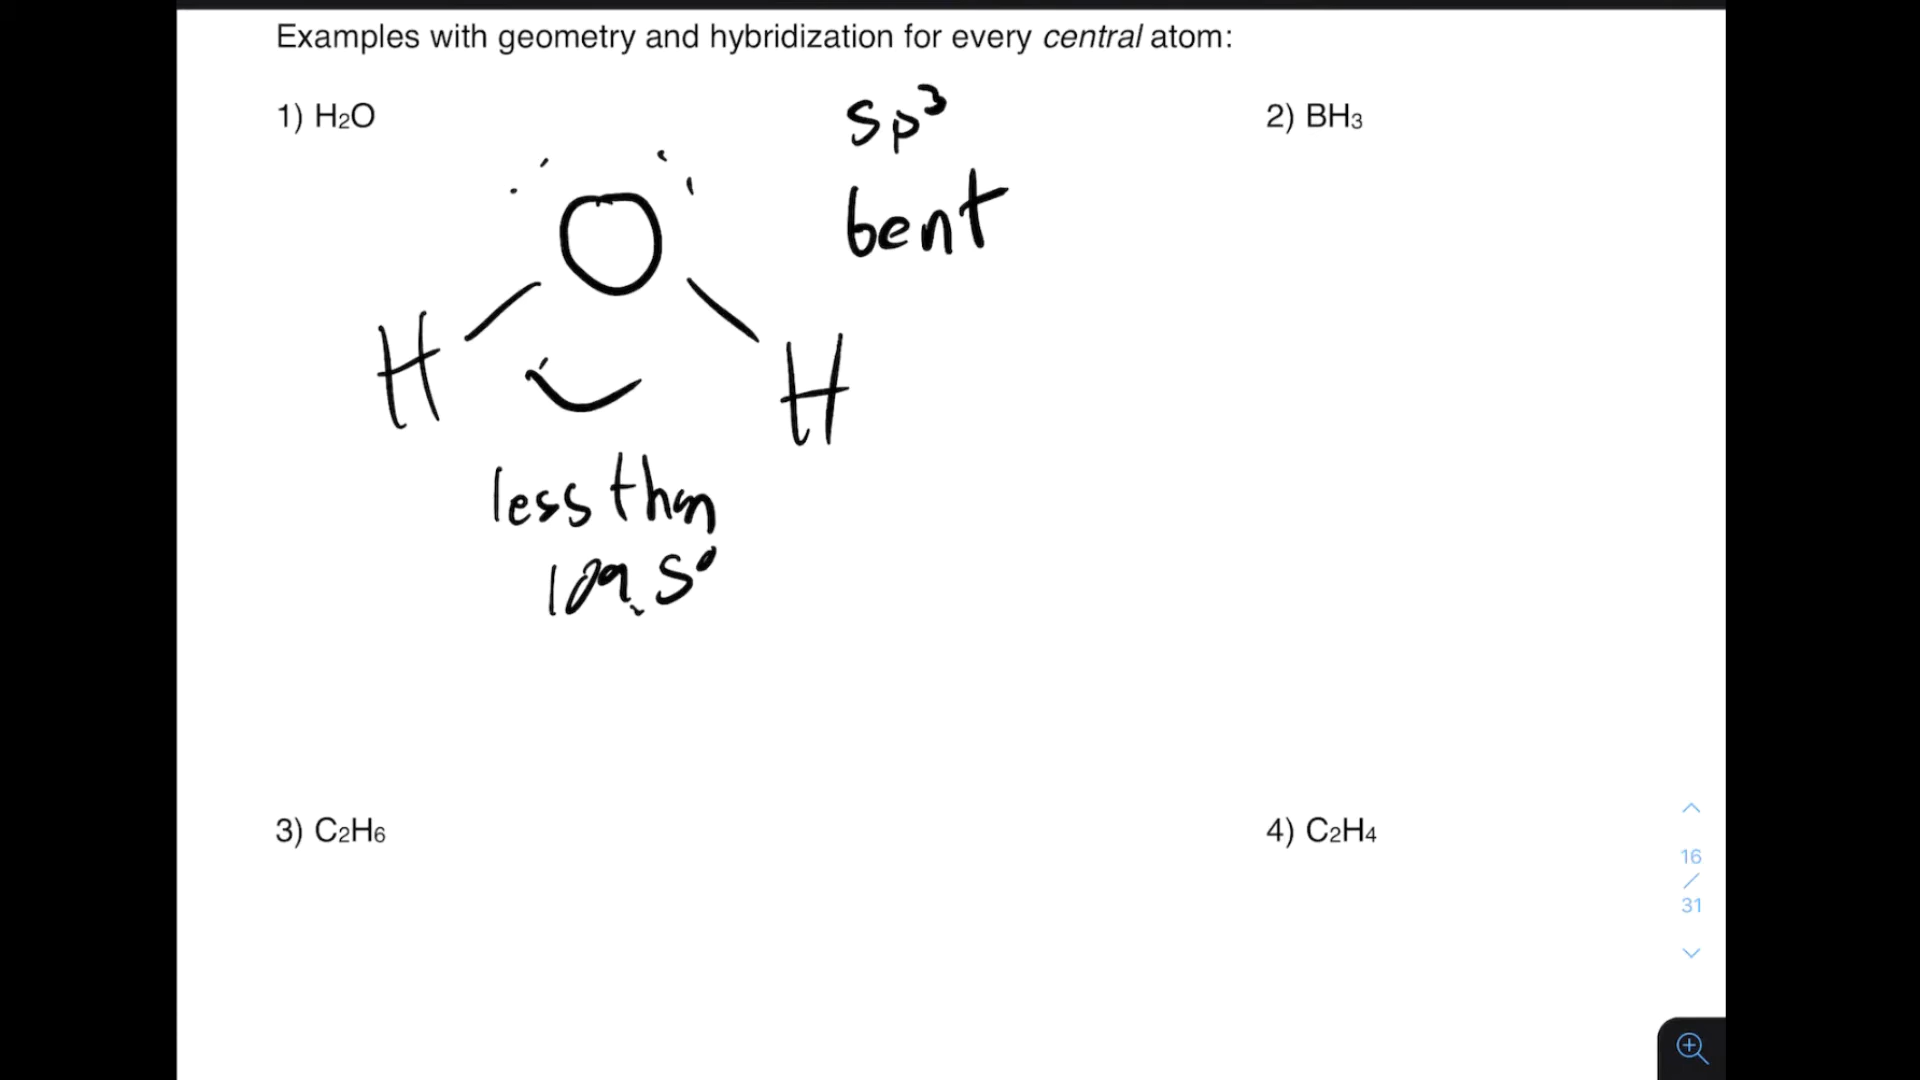 Examples with geometry and hybridization for every central atom:
1) H₂O
sp³
bent
O
H
H
less than
109.5°
2) BH₃
3) C₂H₆
4) C₂H₄
16
/
31